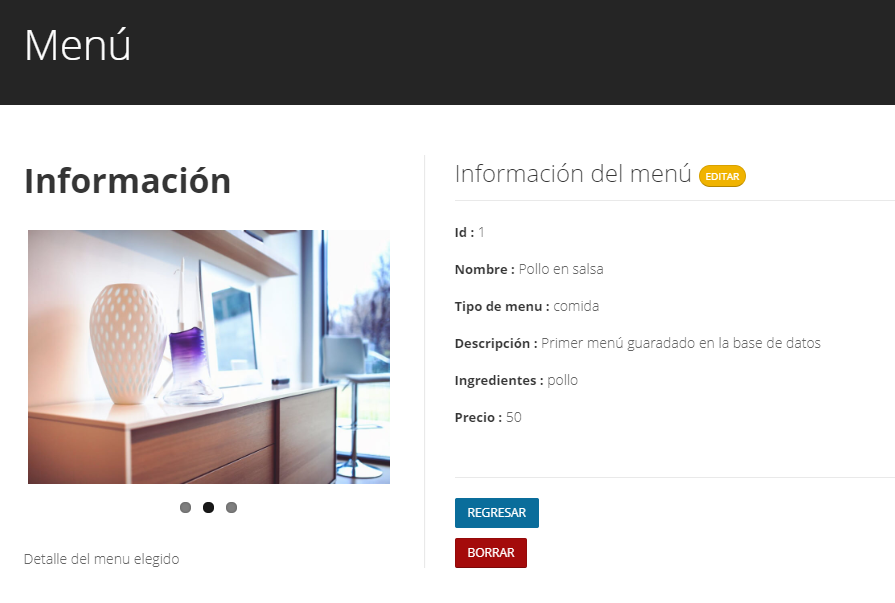 Menú
Información
Detalle del menu elegido
Información del menú EDITAR
Id : 1
Nombre : Pollo en salsa
Tipo de menu : comida
Descripción : Primer menú guaradado en la base de datos
Ingredientes : pollo
Precio : 50
REGRESAR
BORRAR